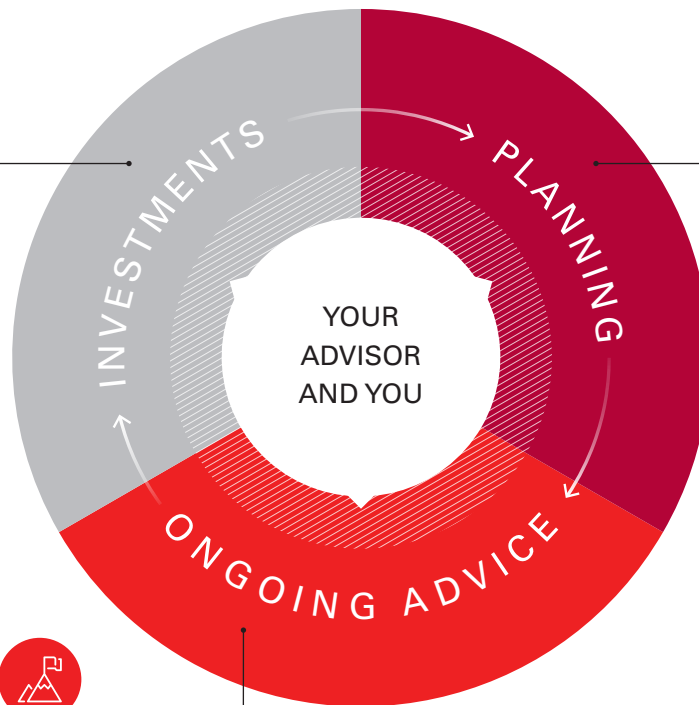 INVESTMENTS
PLANNING
YOUR
ADVISOR
AND YOU
ONGOING ADVICE